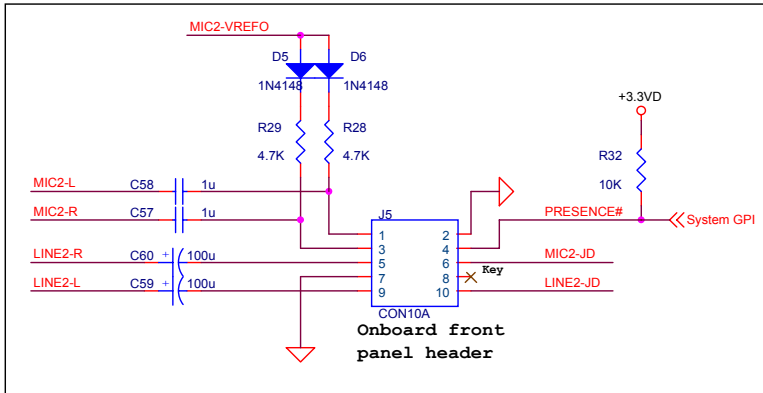 MIC2-VREFO
D5
D6
1N4148
1N4148
+3.3VD
R29
R28
4.7K
4.7K
R32
10K
MIC2-L
C58
1u
MIC2-R
C57
1u
J5
PRESENCE#
System GPI
1
2
3
4
LINE2-R
C60
+
100u
5
6
MIC2-JD
7
8
Key
LINE2-L
C59
+
100u
9
10
LINE2-JD
CON10A
Onboard front
panel header